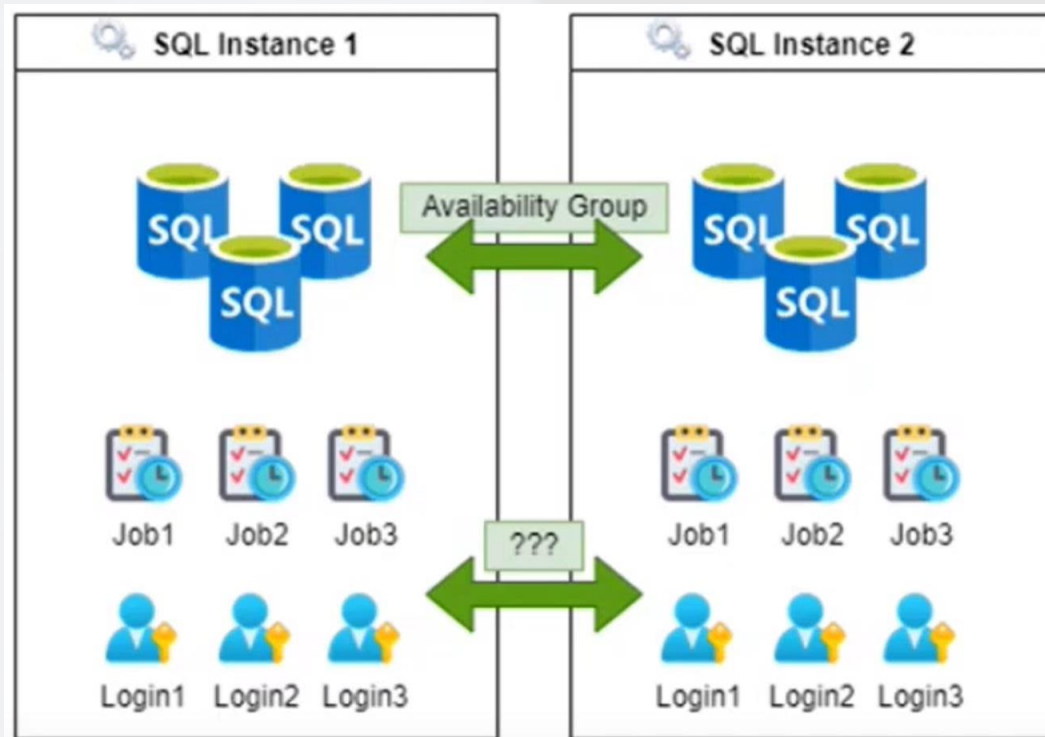 SQL Instance 1
SQL Instance 2
SQL SQL
SQL
Availability Group
SQL SQL
SQL
Job1 Job2 Job3
???
Job1 Job2 Job3
Login1 Login2 Login3
Login1 Login2 Login3